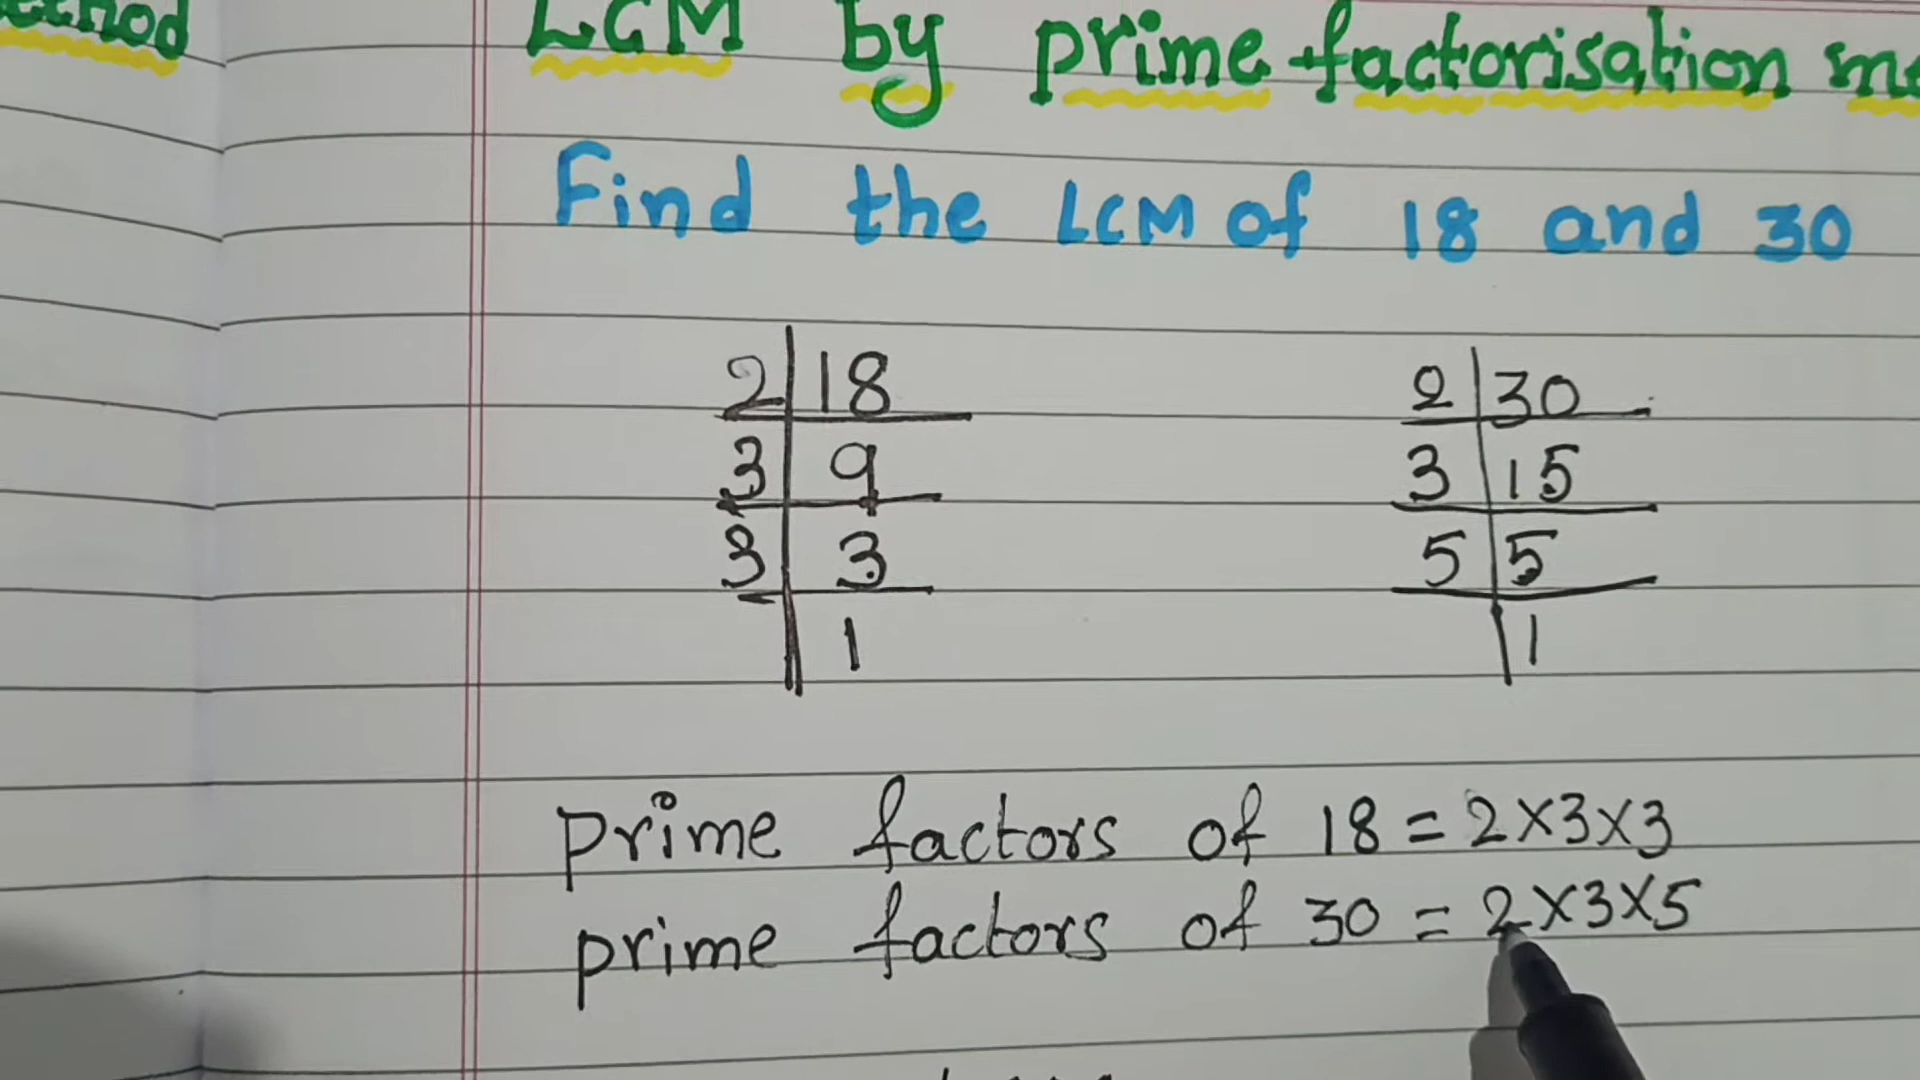 LCM by prime factorisation
Find the LCM of 18 and 30
2 18
3 9
3 3
1
2 30
3 15
5 5
1
prime factors of 18 = 2×3×3
prime factors of 30 = 2×3×5